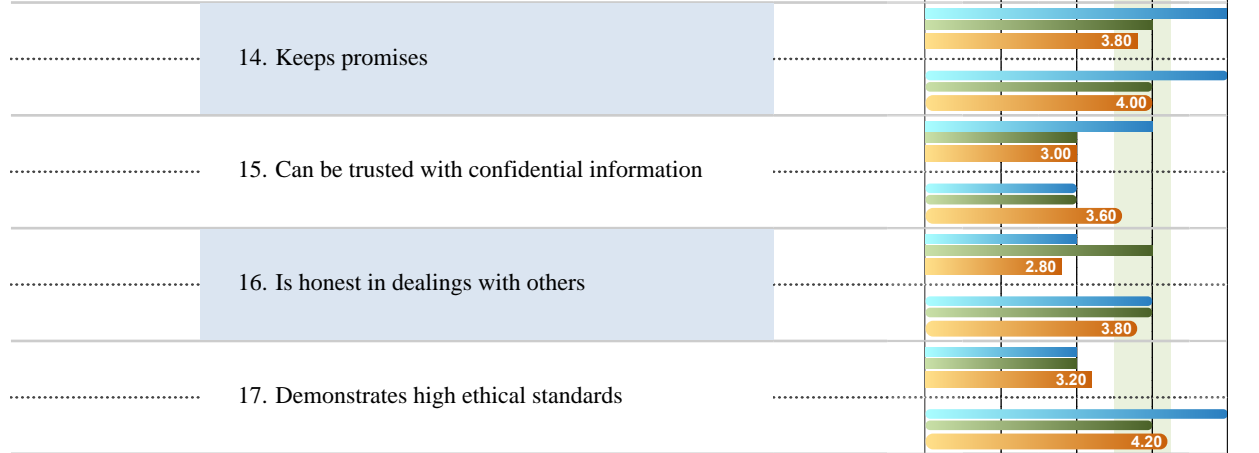 3.80
14. Keeps promises
4.00
3.00
15. Can be trusted with confidential information
3.60
2.80
16. Is honest in dealings with others
3.80
3.20
17. Demonstrates high ethical standards
4.20